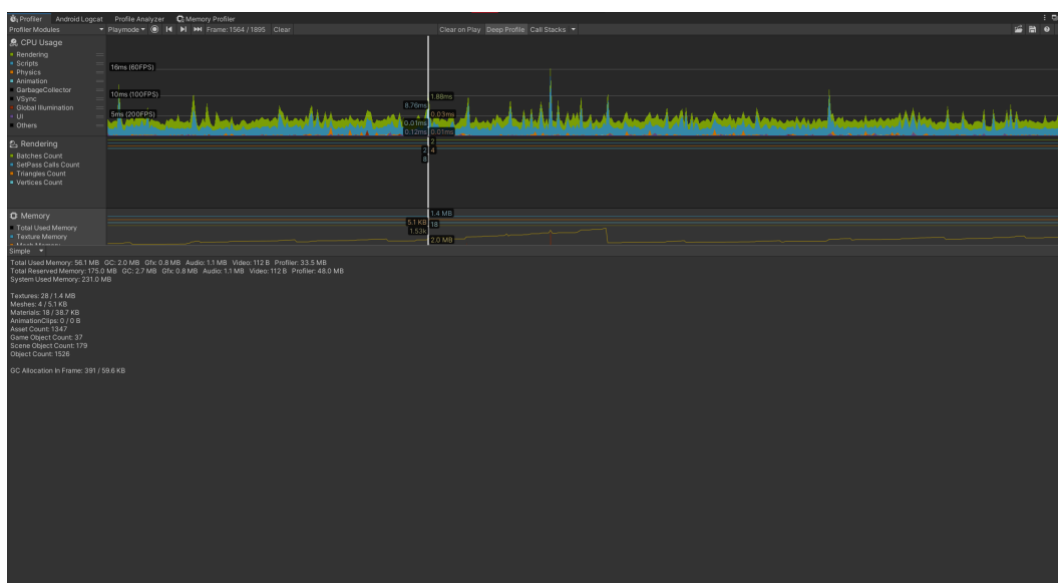 Profiler Android Logcat Profile Analyzer Memory Profiler
Profiler Modules Playmode Frame: 1564 / 1895 Clear Clear on Play Deep Profile Call Stacks
CPU Usage
Rendering
Scripts
Physics
Animation
GarbageCollector
VSync
Global Illumination
UI
Others
16ms (60FPS)
10ms (100FPS)
5ms (200FPS)
1.88ms
8.76ms
0.03ms
0.01ms
0.12ms 0.01ms
Rendering
Batches Count
SetPass Calls Count
Triangles Count
Vertices Count
2
2 4
8
Memory
Total Used Memory
Texture Memory
Mesh Memory
1.4 MB
5.1 KB 18
1.53k
2.0 MB
Simple
Total Used Memory: 56.1 MB GC: 2.0 MB Gfx: 0.8 MB Audio: 1.1 MB Video: 112 B Profiler: 33.5 MB
Total Reserved Memory: 175.0 MB GC: 2.7 MB Gfx: 0.8 MB Audio: 1.1 MB Video: 112 B Profiler: 48.0 MB
System Used Memory: 231.0 MB
Textures: 28 / 1.4 MB
Meshes: 4 / 5.1 KB
Materials: 18 / 38.7 KB
AnimationClips: 0 / 0 B
Asset Count: 1347
Game Object Count: 37
Scene Object Count: 179
Object Count: 1526
GC Allocation In Frame: 391 / 59.6 KB